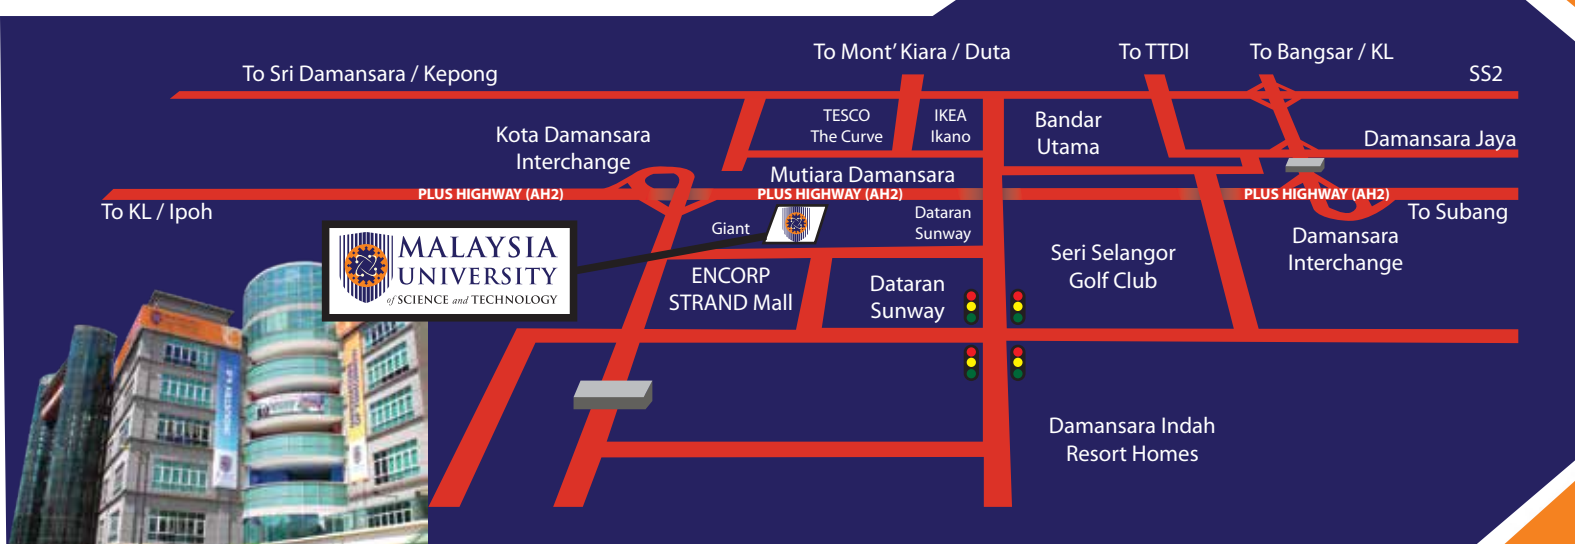 To Mont’ Kiara / Duta
To TTDI
To Bangsar / KL
To Sri Damansara / Kepong
SS2
TESCO
The Curve
IKEA
Ikano
Bandar
Utama
Kota Damansara
Interchange
Damansara Jaya
Mutiara Damansara
PLUS HIGHWAY (AH2)
PLUS HIGHWAY (AH2)
PLUS HIGHWAY (AH2)
To KL / Ipoh
To Subang
Giant
Dataran
Sunway
Damansara
Interchange
MALAYSIA
UNIVERSITY
of SCIENCE and TECHNOLOGY
ENCORP
STRAND Mall
Dataran
Sunway
Seri Selangor
Golf Club
Damansara Indah
Resort Homes